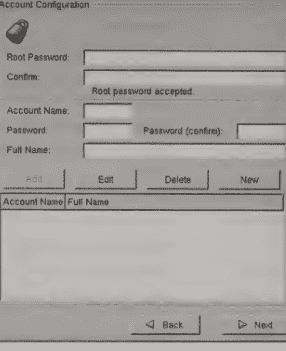 Account Configuration
Root Password:
Confirm:
Root password accepted.
Account Name:
Password: Password (confirm):
Full Name:
Add Edit Delete New
Account Name Full Name
Back Next